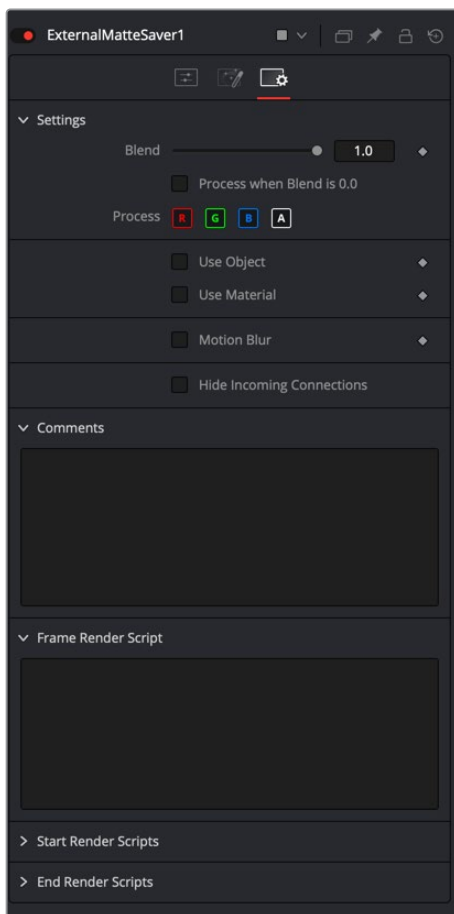 ExternalMatteSaver1
Settings
Blend 1.0
Process when Blend is 0.0
Process R G B A
Use Object
Use Material
Motion Blur
Hide Incoming Connections
Comments
Frame Render Script
Start Render Scripts
End Render Scripts